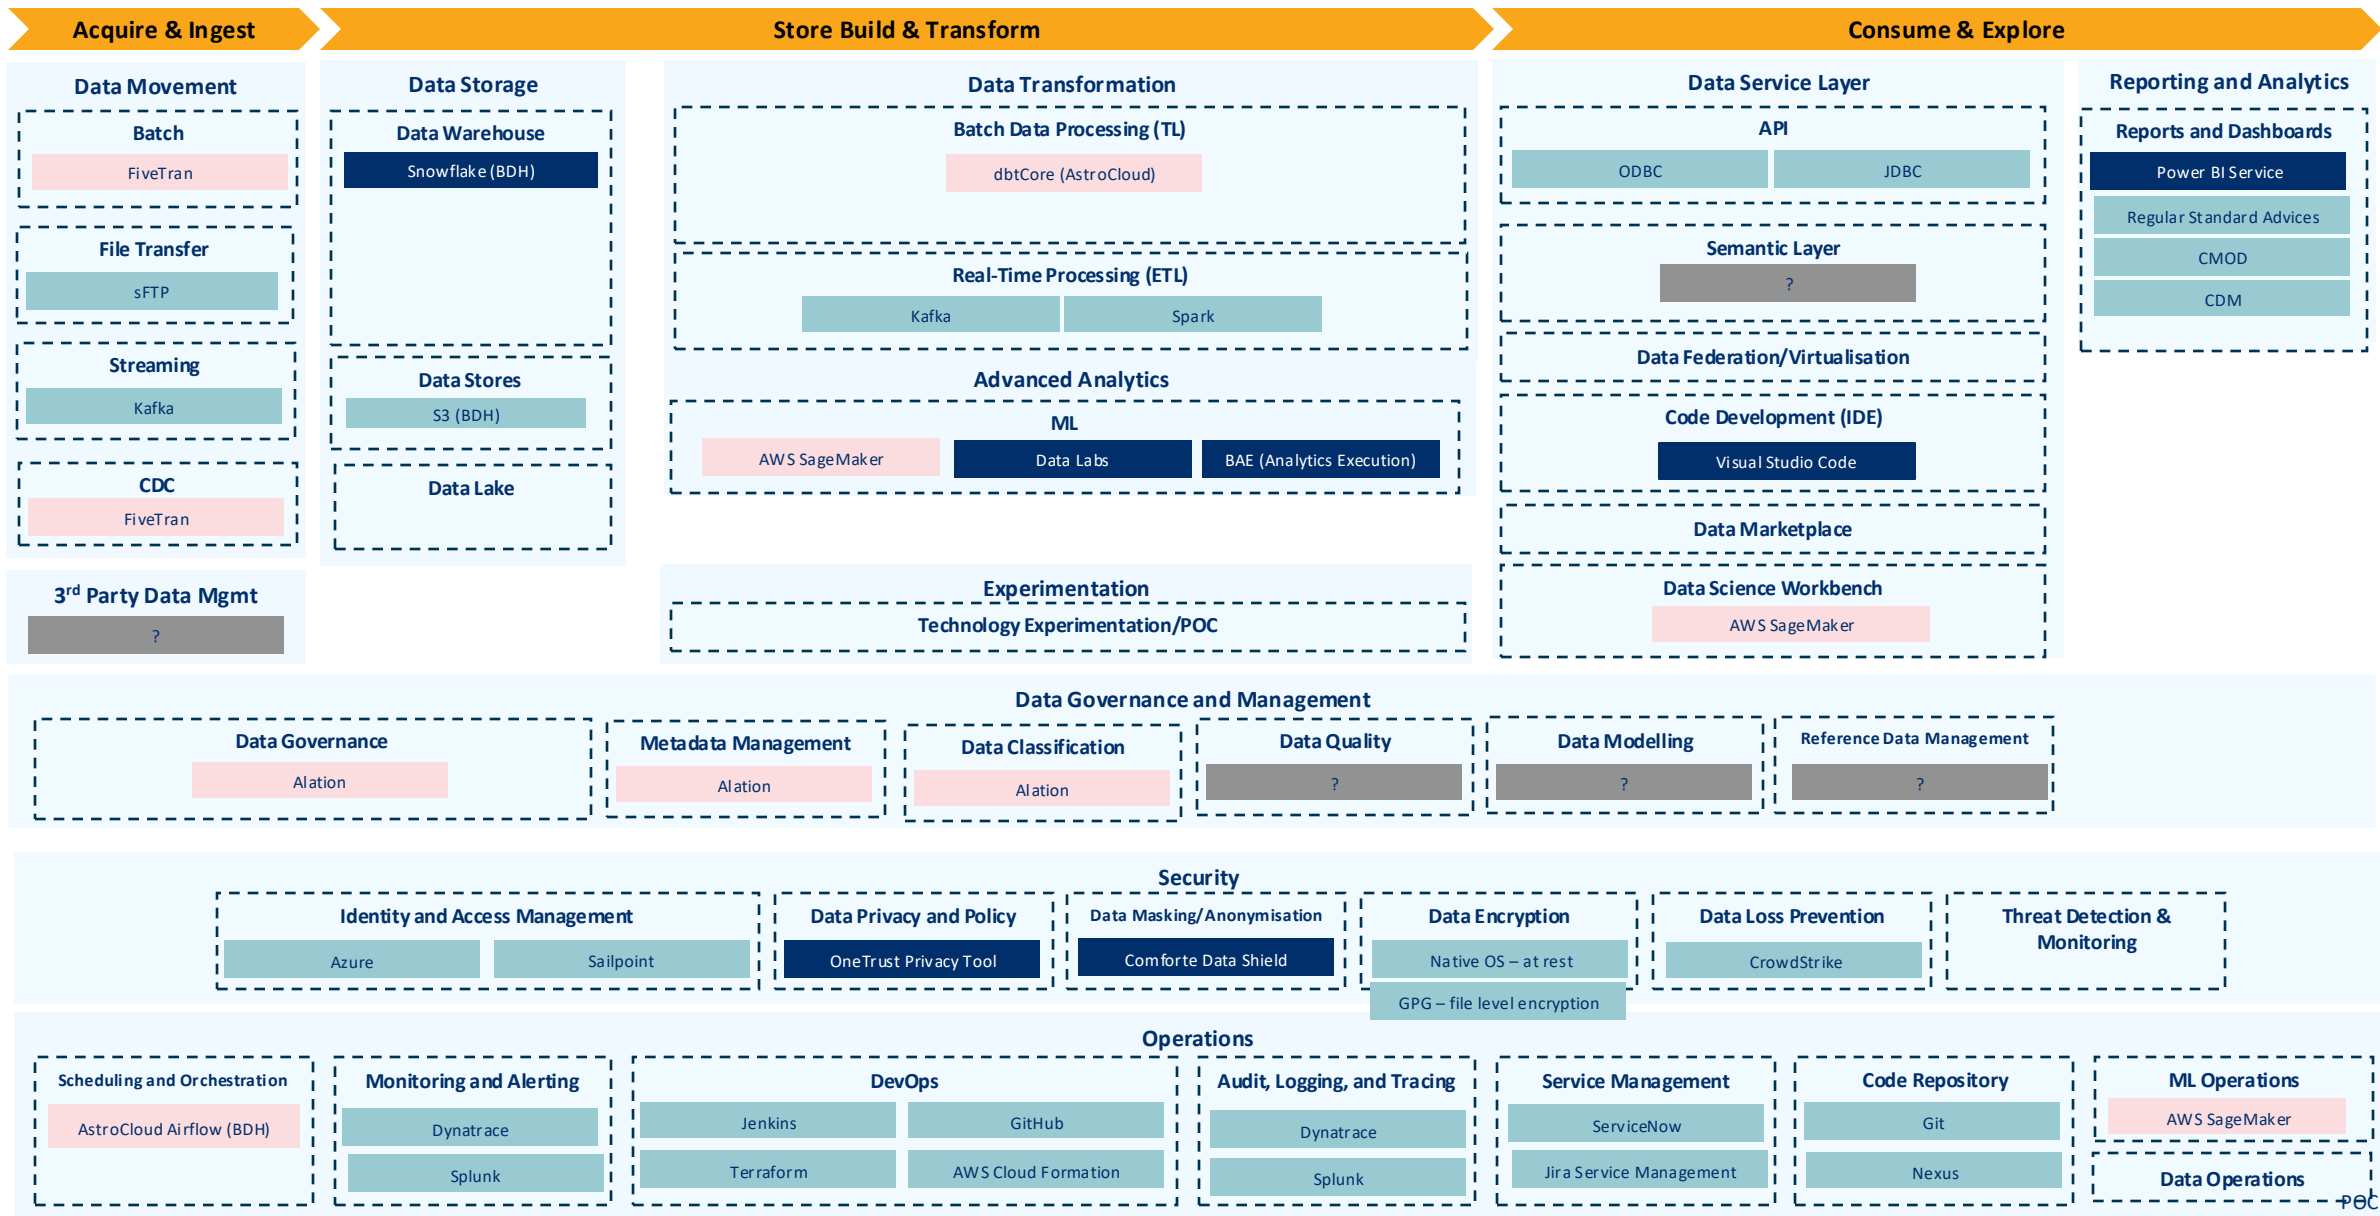 Acquire & Ingest
Store Build & Transform
Consume & Explore
Data Movement
Batch
FiveTran
File Transfer
sFTP
Streaming
Kafka
CDC
FiveTran
3rd Party Data Mgmt
?
Data Storage
Data Warehouse
Snowflake (BDH)
Data Stores
S3 (BDH)
Data Lake
Data Transformation
Batch Data Processing (TL)
dbtCore (AstroCloud)
Real-Time Processing (ETL)
Kafka
Spark
Advanced Analytics
ML
AWS SageMaker
Data Labs
BAE (Analytics Execution)
Experimentation
Technology Experimentation/POC
Data Service Layer
API
ODBC
JDBC
Semantic Layer
?
Data Federation/Virtualisation
Code Development (IDE)
Visual Studio Code
Data Marketplace
Data Science Workbench
AWS SageMaker
Reporting and Analytics
Reports and Dashboards
Power BI Service
Regular Standard Advices
CMOD
CDM
Data Governance and Management
Data Governance
Alation
Metadata Management
Alation
Data Classification
Alation
Data Quality
?
Data Modelling
?
Reference Data Management
?
Security
Identity and Access Management
Azure
Sailpoint
Data Privacy and Policy
OneTrust Privacy Tool
Data Masking/Anonymisation
Comforte Data Shield
Data Encryption
Native OS – at rest
GPG – file level encryption
Data Loss Prevention
CrowdStrike
Threat Detection &
Monitoring
Operations
Scheduling and Orchestration
AstroCloud Airflow (BDH)
Monitoring and Alerting
Dynatrace
Splunk
DevOps
Jenkins
GitHub
Terraform
AWS Cloud Formation
Audit, Logging, and Tracing
Dynatrace
Splunk
Service Management
ServiceNow
Jira Service Management
Code Repository
Git
Nexus
ML Operations
AWS SageMaker
Data Operations
POC